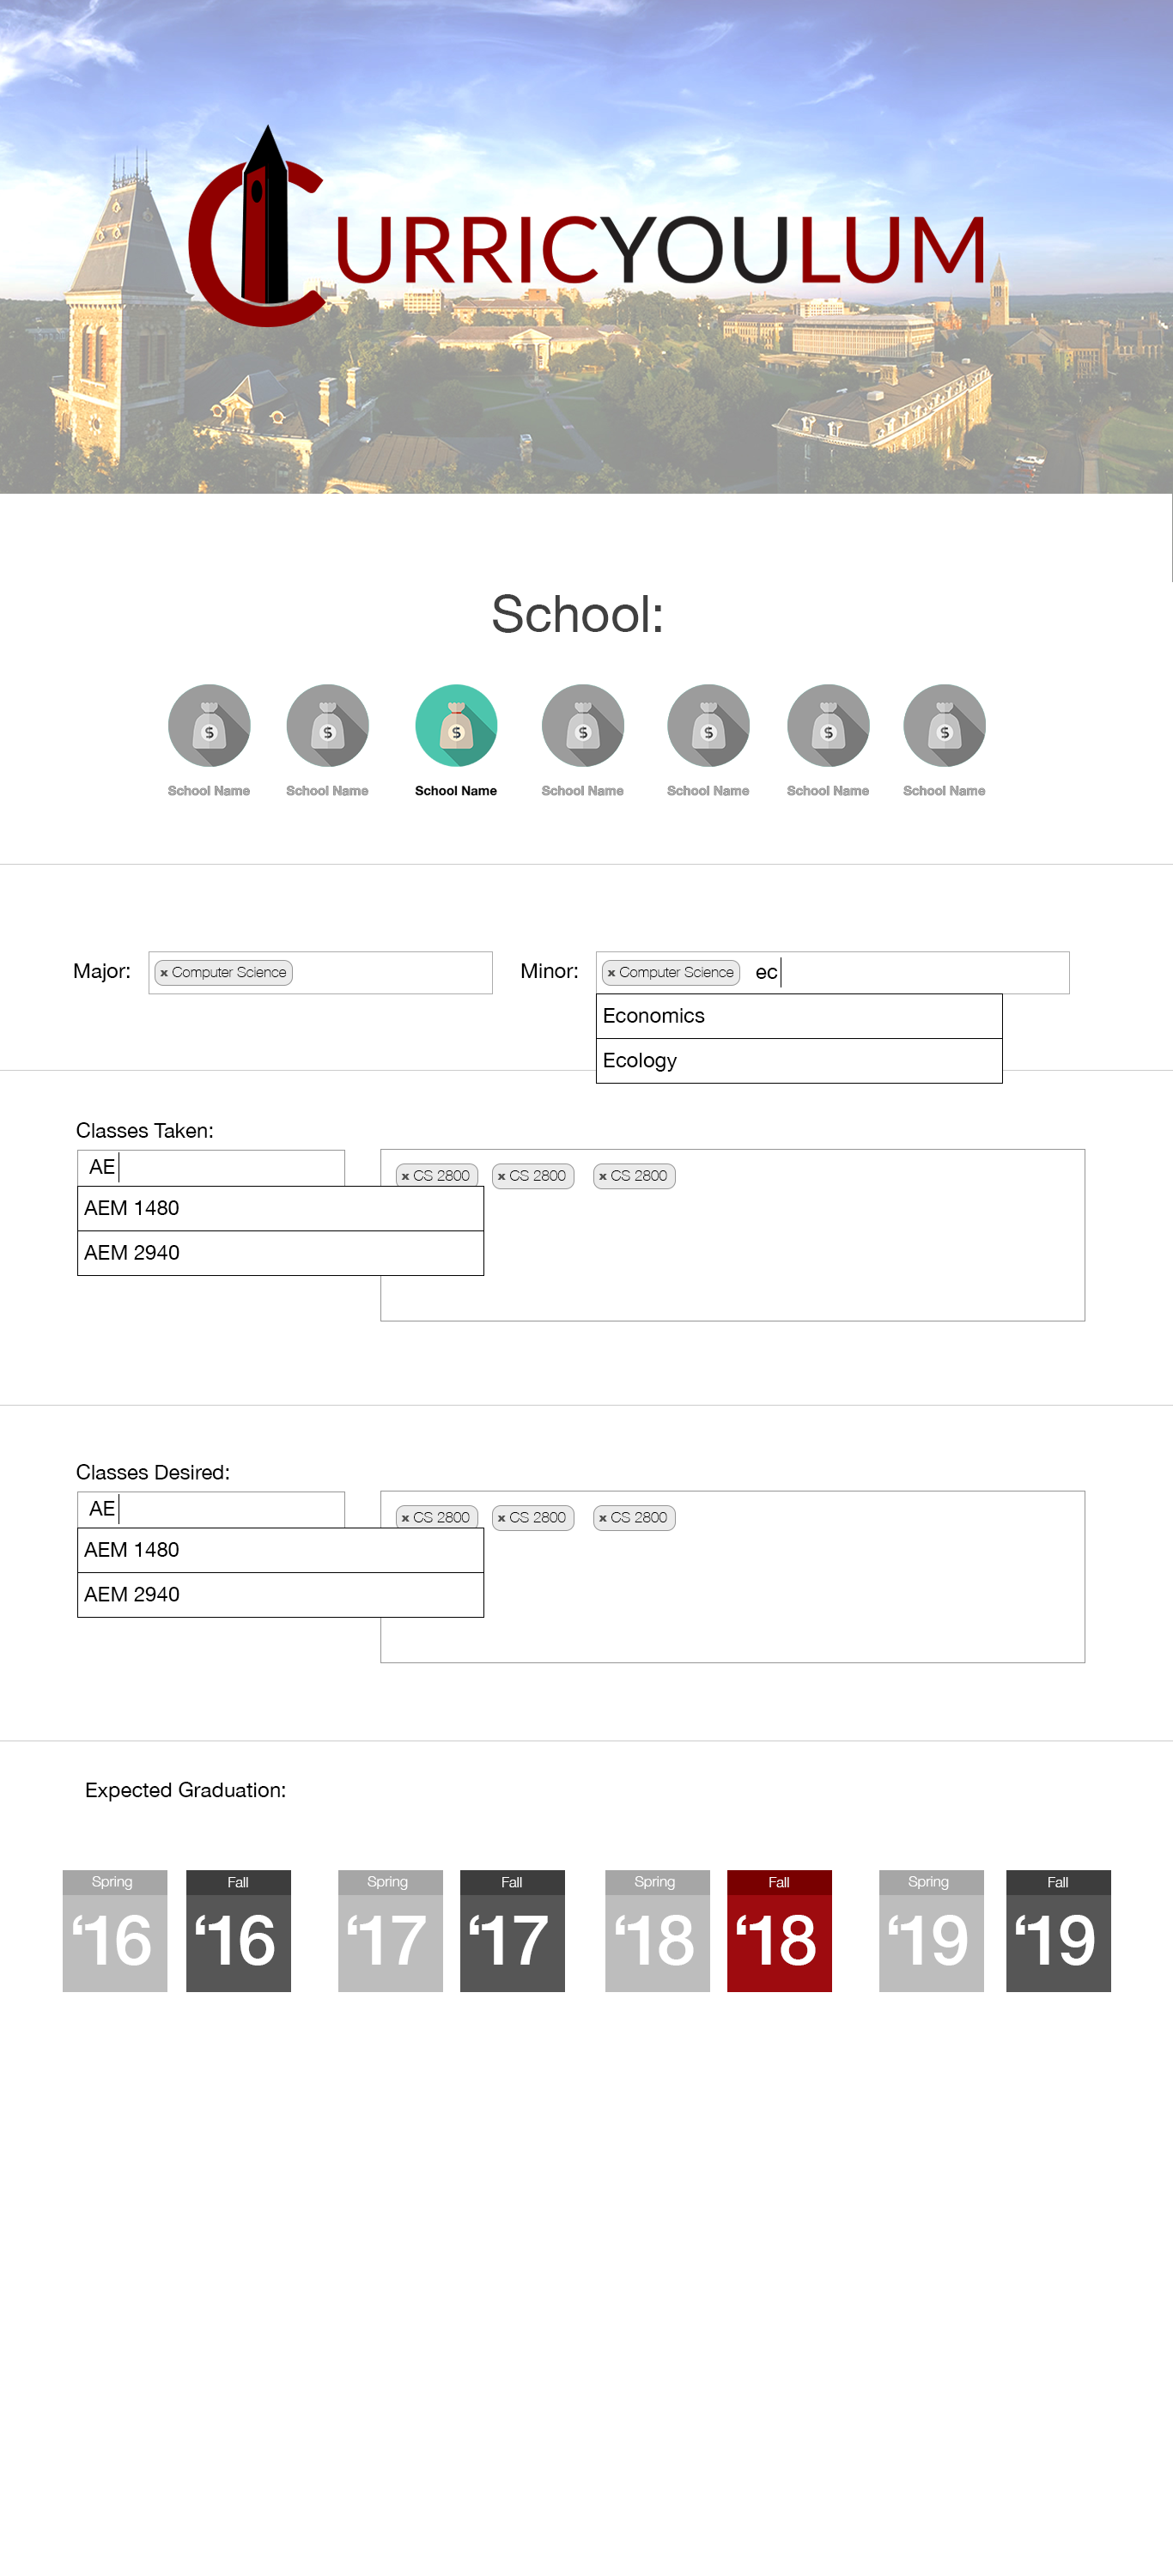 CURRICYOULUM
School:
$ $ $ $ $ $ $
School Name School Name School Name School Name School Name School Name School Name
Major: × Computer Science Minor: × Computer Science ec
Economics
Ecology
Classes Taken:
AE × CS 2800 × CS 2800 × CS 2800
AEM 1480
AEM 2940
Classes Desired:
AE × CS 2800 × CS 2800 × CS 2800
AEM 1480
AEM 2940
Expected Graduation:
Spring Fall Spring Fall Spring Fall Spring Fall
‘16 ‘16 ‘17 ‘17 ‘18 ‘18 ‘19 ‘19